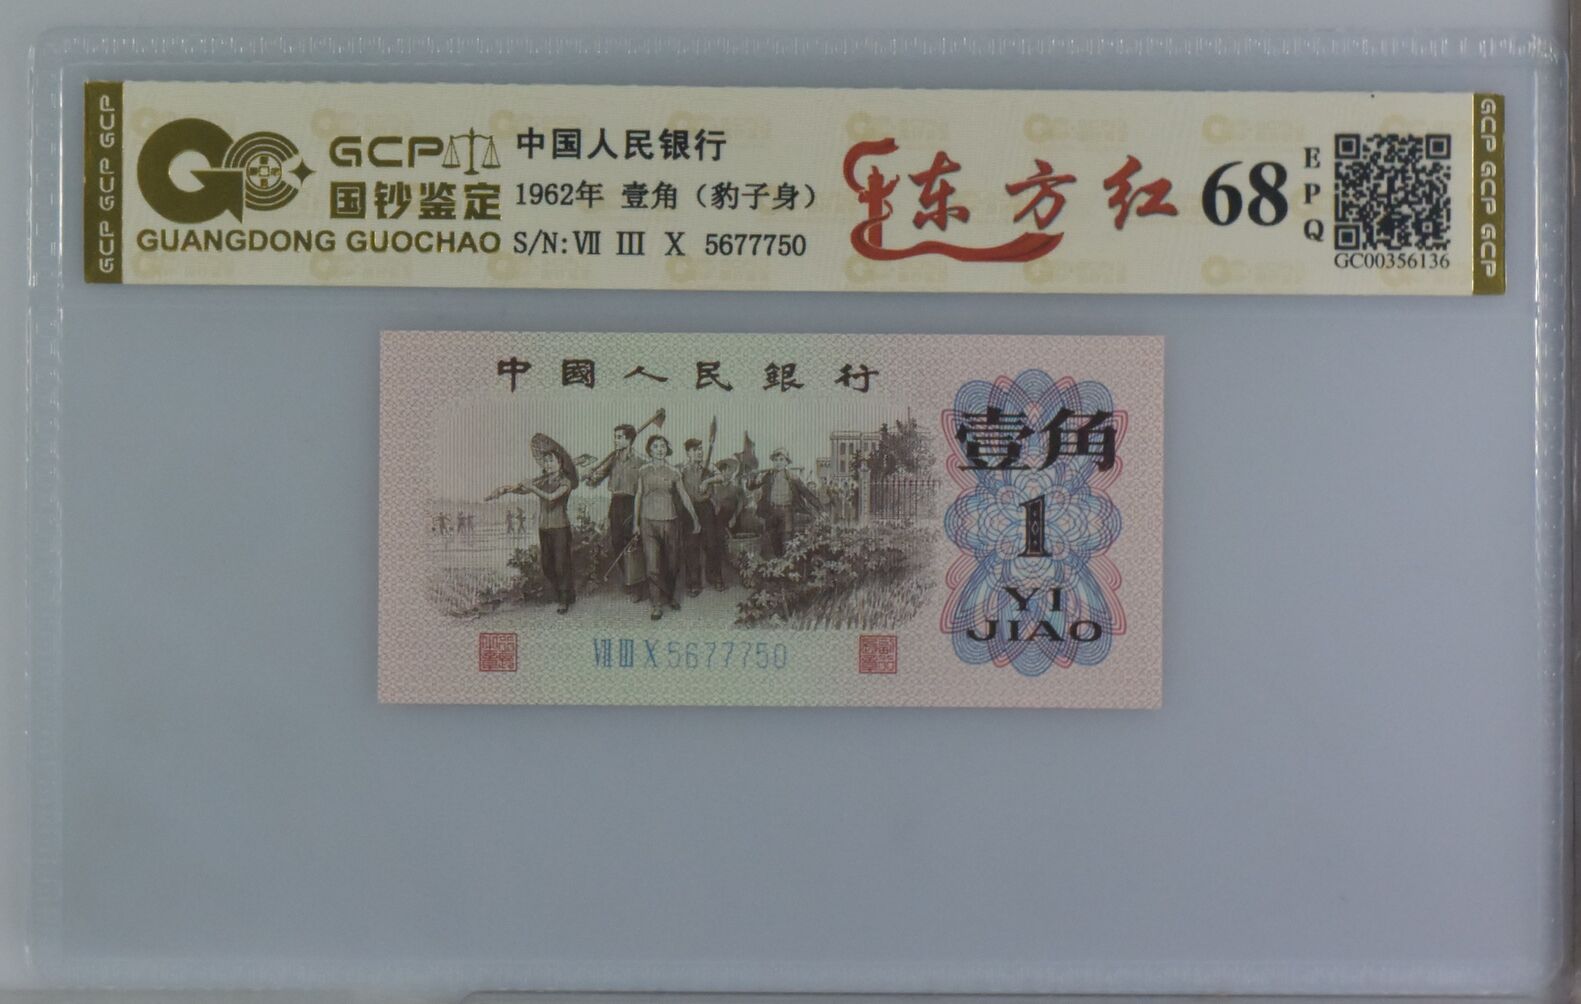 GCP GCP GCP
GCP
国钞鉴定
GUANGDONG GUOCHAO
中国人民银行
1962年 壹角（豹子身）
S/N:Ⅶ Ⅲ Ⅹ 5677750
东方红
68
EPQ
GC00356136
GCP GCP GCP
中國人民銀行
壹角
1
YI
JIAO
Ⅶ Ⅲ Ⅹ 5677750